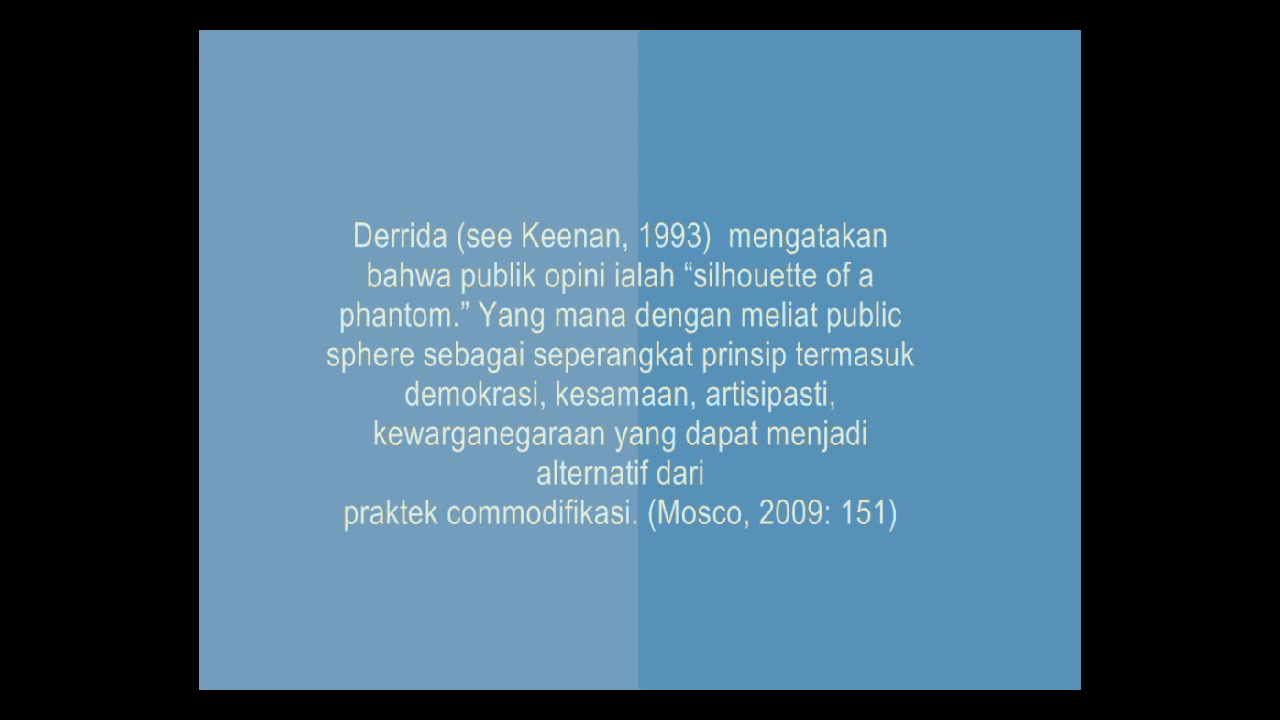 Derrida (see Keenan, 1993)  mengatakan
bahwa publik opini ialah “silhouette of a
phantom.” Yang mana dengan meliat public
sphere sebagai seperangkat prinsip termasuk
demokrasi, kesamaan, artisipasti,
kewarganegaraan yang dapat menjadi
alternatif dari
praktek commodifikasi. (Mosco, 2009: 151)